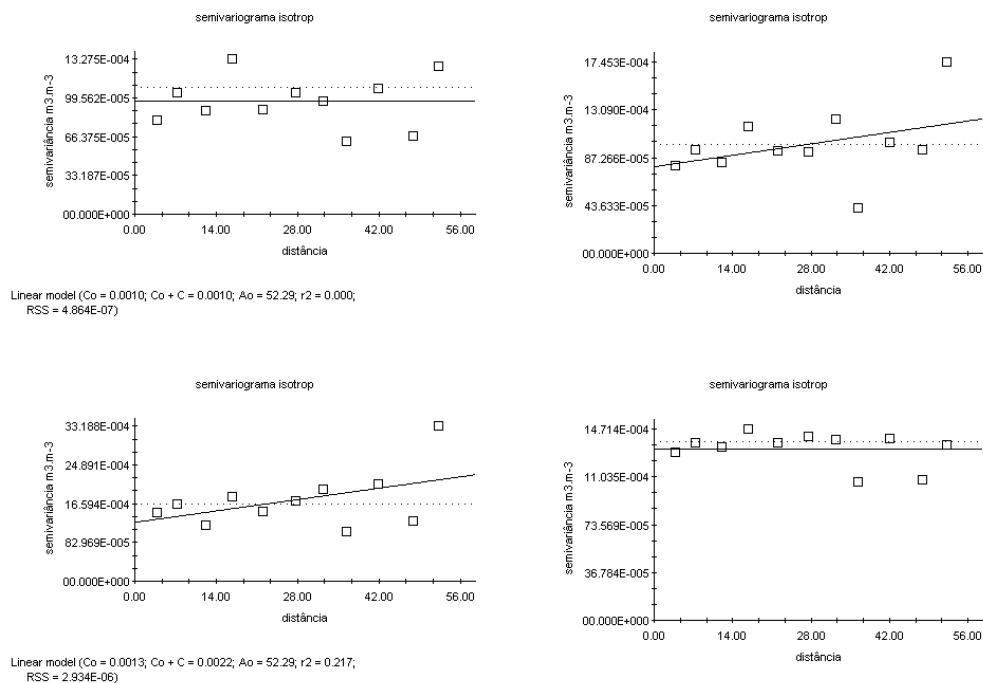 semivariograma isotrop
semivariância m3.m-3
13.275E-004
99.562E-005
66.375E-005
33.187E-005
00.000E+000
0.00 14.00 28.00 42.00 56.00
distância
Linear model (Co = 0.0010; Co + C = 0.0010; Ao = 52.29; r2 = 0.000;
RSS = 4.864E-07)
semivariograma isotrop
semivariância m3.m-3
17.453E-004
13.090E-004
87.266E-005
43.633E-005
00.000E+000
0.00 14.00 28.00 42.00 56.00
distância
semivariograma isotrop
semivariância m3.m-3
33.188E-004
24.891E-004
16.594E-004
82.969E-005
00.000E+000
0.00 14.00 28.00 42.00 56.00
distância
Linear model (Co = 0.0013; Co + C = 0.0022; Ao = 52.29; r2 = 0.217;
RSS = 2.934E-06)
semivariograma isotrop
semivariância m3.m-3
14.714E-004
11.035E-004
73.569E-005
36.784E-005
00.000E+000
0.00 14.00 28.00 42.00 56.00
distância